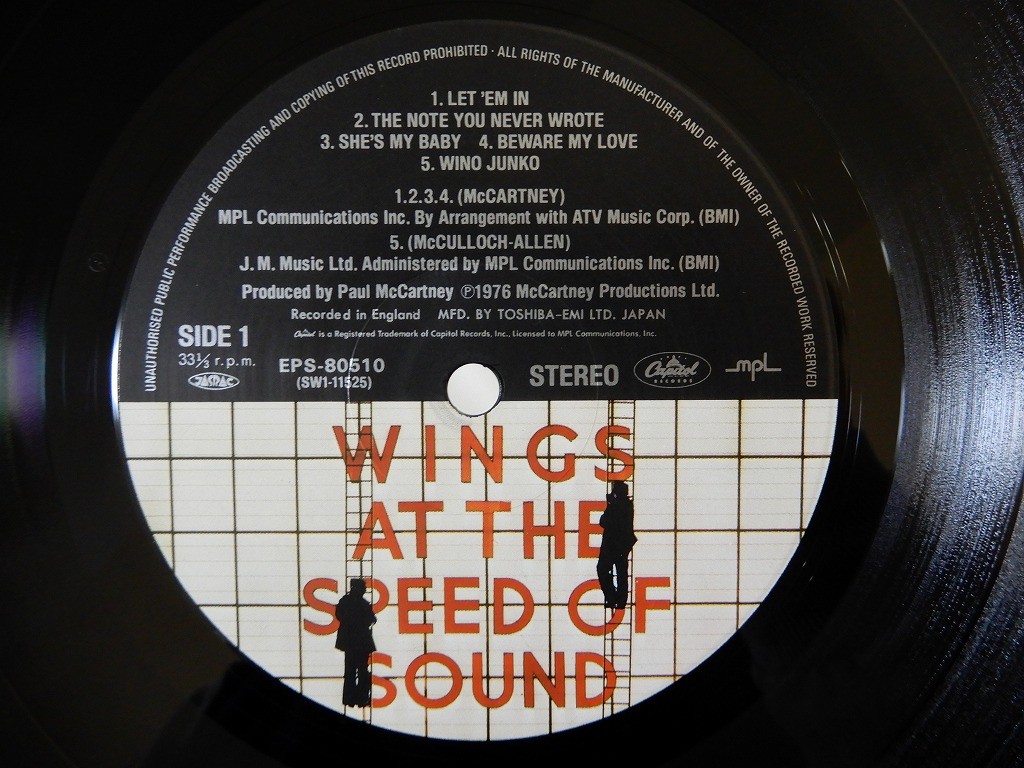 UNAUTHORISED PUBLIC PERFORMANCE BROADCASTING AND COPYING OF THIS RECORD PROHIBITED · ALL RIGHTS OF THE MANUFACTURER AND OF THE OWNER OF THE RECORDED WORK RESERVED
1. LET 'EM IN
2. THE NOTE YOU NEVER WROTE
3. SHE'S MY BABY 4. BEWARE MY LOVE
5. WINO JUNKO
1.2.3.4. (McCARTNEY)
MPL Communications Inc. By Arrangement with ATV Music Corp. (BMI)
5. (McCULLOCH-ALLEN)
J. M. Music Ltd. Administered by MPL Communications Inc. (BMI)
Produced by Paul McCartney ℗1976 McCartney Productions Ltd.
Recorded in England MFD. BY TOSHIBA-EMI LTD. JAPAN
Capitol is a Registered Trademark of Capitol Records, Inc., Licensed to MPL Communications, Inc.
SIDE 1
33⅓ r.p.m.
JASRAC
EPS-80510
(SW1-11525)
STEREO
Capitol
RECORDS
mpl
WINGS
AT THE
SPEED OF
SOUND